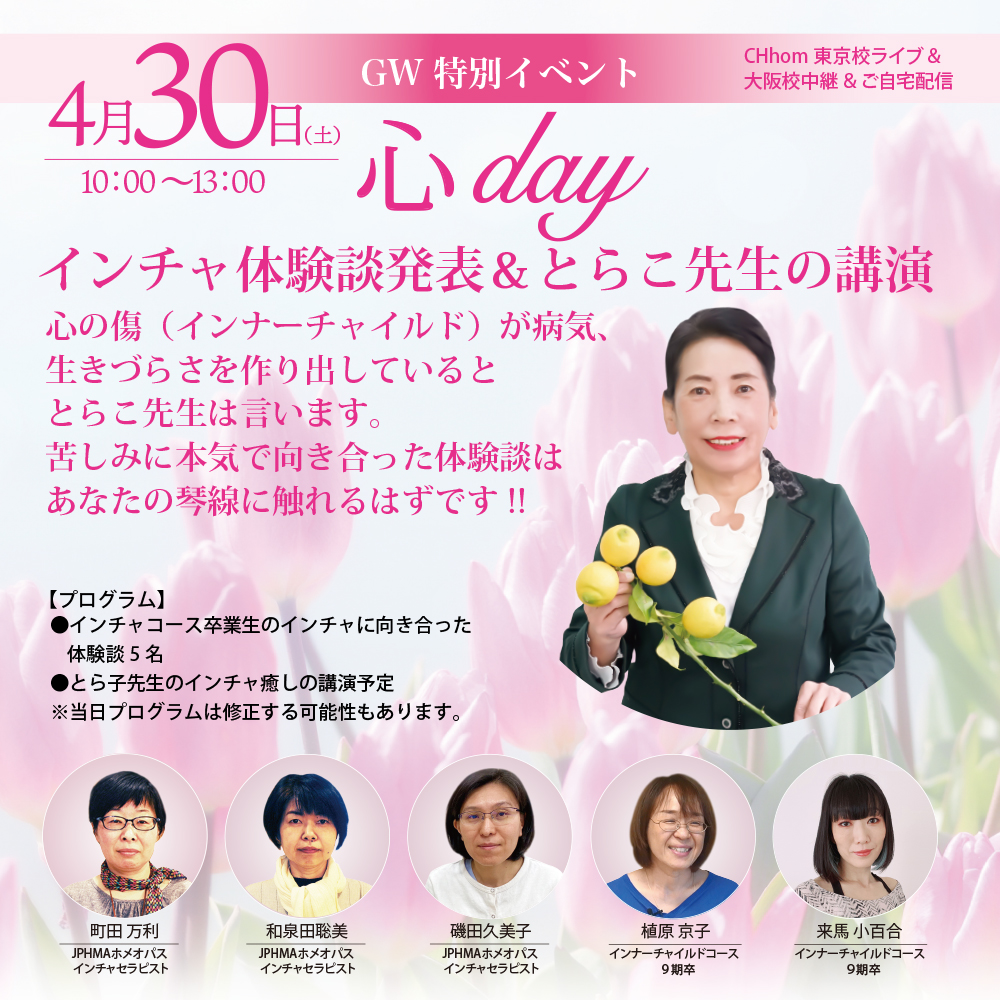 GW 特別イベント
CHhom 東京校ライブ &
大阪校中継 & ご自宅配信
4月30日(土)
10：00 〜13：00
心 day
インチャ体験談発表 & とらこ先生の講演
心の傷（インナーチャイルド）が病気、
生きづらさを作り出していると
とらこ先生は言います。
苦しみに本気で向き合った体験談は
あなたの琴線に触れるはずです !!
【プログラム】
●インチャコース卒業生のインチャに向き合った
体験談 5 名
●とら子先生のインチャ癒しの講演予定
※当日プログラムは修正する可能性もあります。
町田 万利
JPHMAホメオパス
インチャセラピスト
和泉田聡美
JPHMAホメオパス
インチャセラピスト
磯田久美子
JPHMAホメオパス
インチャセラピスト
植原 京子
インナーチャイルドコース
９期卒
来馬 小百合
インナーチャイルドコース
９期卒